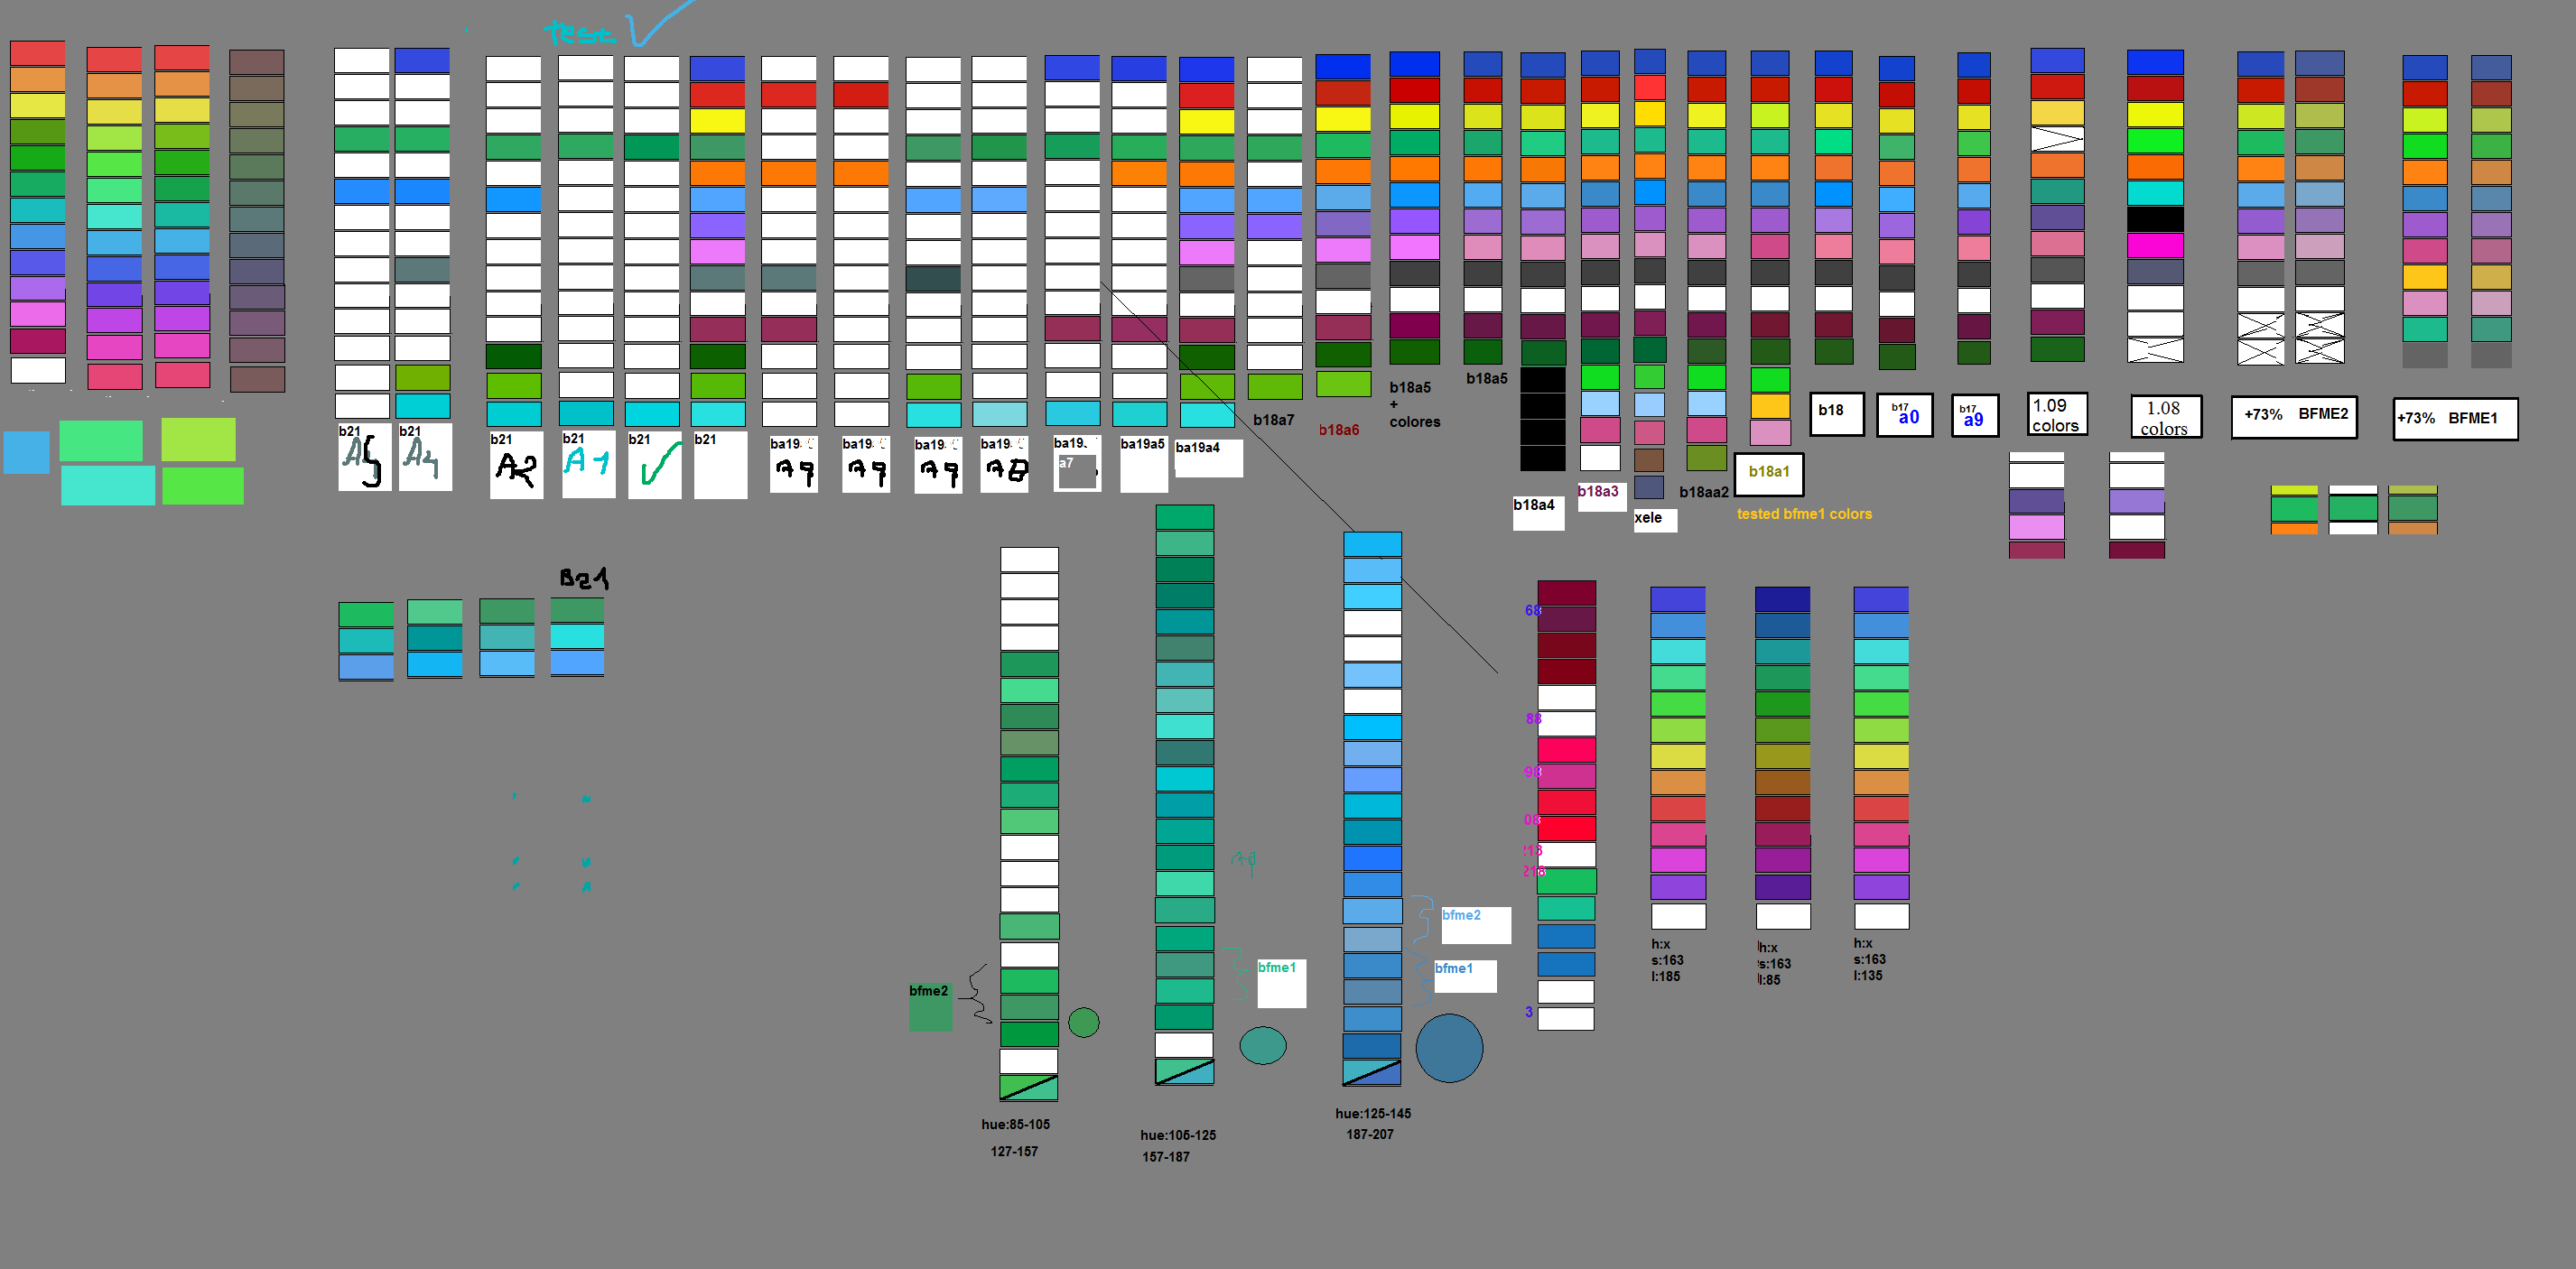 test
b21
A5
b21
A4
b21
A2
b21
A1
b21
b21
ba19
A9
ba19
A9
ba19
A9
ba19
A8
ba19
a7
ba19a5
ba19a4
b18a7
b18a6
b18a5
+
colores
b18a5
b18a4
b18a3
xele
b18aa2
b18a1
tested bfme1 colors
b18
b17
a0
b17
a9
1.09
colors
1.08
colors
+73% BFME2
+73% BFME1
B21
68
88
98
08
218
3
bfme2
bfme1
bfme2
bfme1
h:x
s:163
l:185
h:x
s:163
l:85
h:x
s:163
l:135
hue:85-105
127-157
hue:105-125
157-187
hue:125-145
187-207